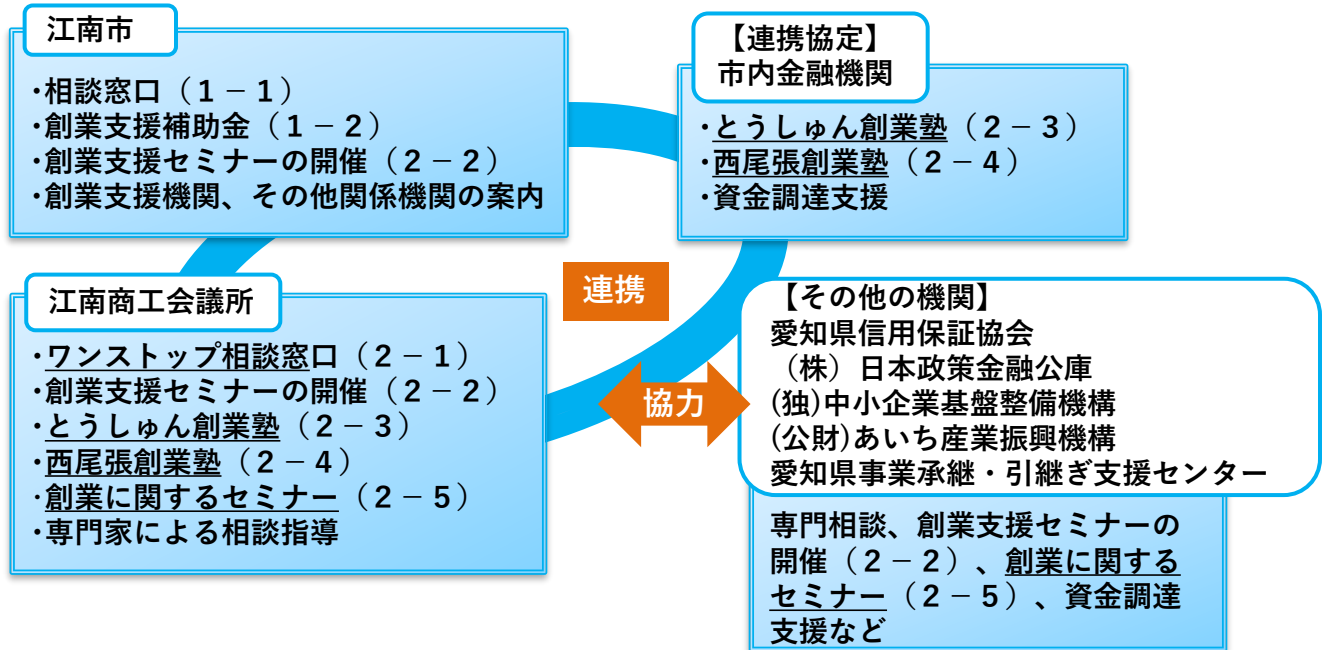 江南市
・相談窓口（１－１）
・創業支援補助金（１－２）
・創業支援セミナーの開催（２－２）
・創業支援機関、その他関係機関の案内
【連携協定】
市内金融機関
・とうしゅん創業塾（２－３）
・西尾張創業塾（２－４）
・資金調達支援
連携
江南商工会議所
・ワンストップ相談窓口（２－１）
・創業支援セミナーの開催（２－２）
・とうしゅん創業塾（２－３）
・西尾張創業塾（２－４）
・創業に関するセミナー（２－５）
・専門家による相談指導
協力
【その他の機関】
愛知県信用保証協会
（株）日本政策金融公庫
(独)中小企業基盤整備機構
(公財)あいち産業振興機構
愛知県事業承継・引継ぎ支援センター
専門相談、創業支援セミナーの
開催（２－２）、創業に関する
セミナー（２－５）、資金調達
支援など